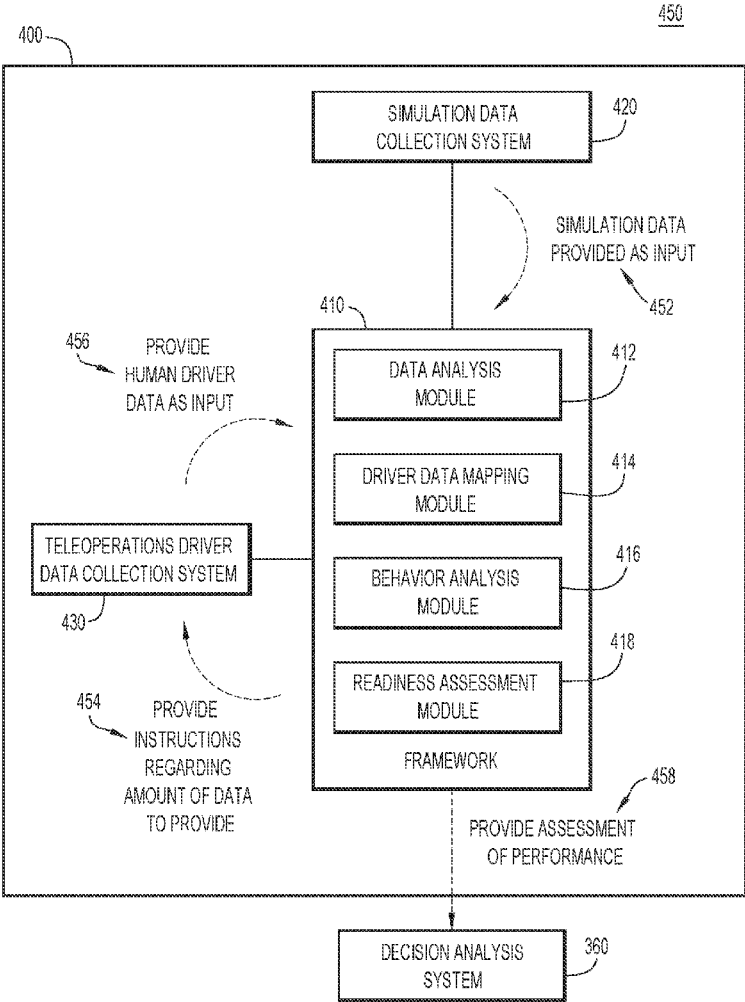 450
400
SIMULATION DATA
COLLECTION SYSTEM
420
SIMULATION DATA
PROVIDED AS INPUT
452
410
456
PROVIDE
HUMAN DRIVER
DATA AS INPUT
DATA ANALYSIS
MODULE
412
DRIVER DATA MAPPING
MODULE
414
TELEOPERATIONS DRIVER
DATA COLLECTION SYSTEM
430
BEHAVIOR ANALYSIS
MODULE
416
READINESS ASSESSMENT
MODULE
418
FRAMEWORK
454
PROVIDE
INSTRUCTIONS
REGARDING
AMOUNT OF DATA
TO PROVIDE
458
PROVIDE ASSESSMENT
OF PERFORMANCE
DECISION ANALYSIS
SYSTEM
360